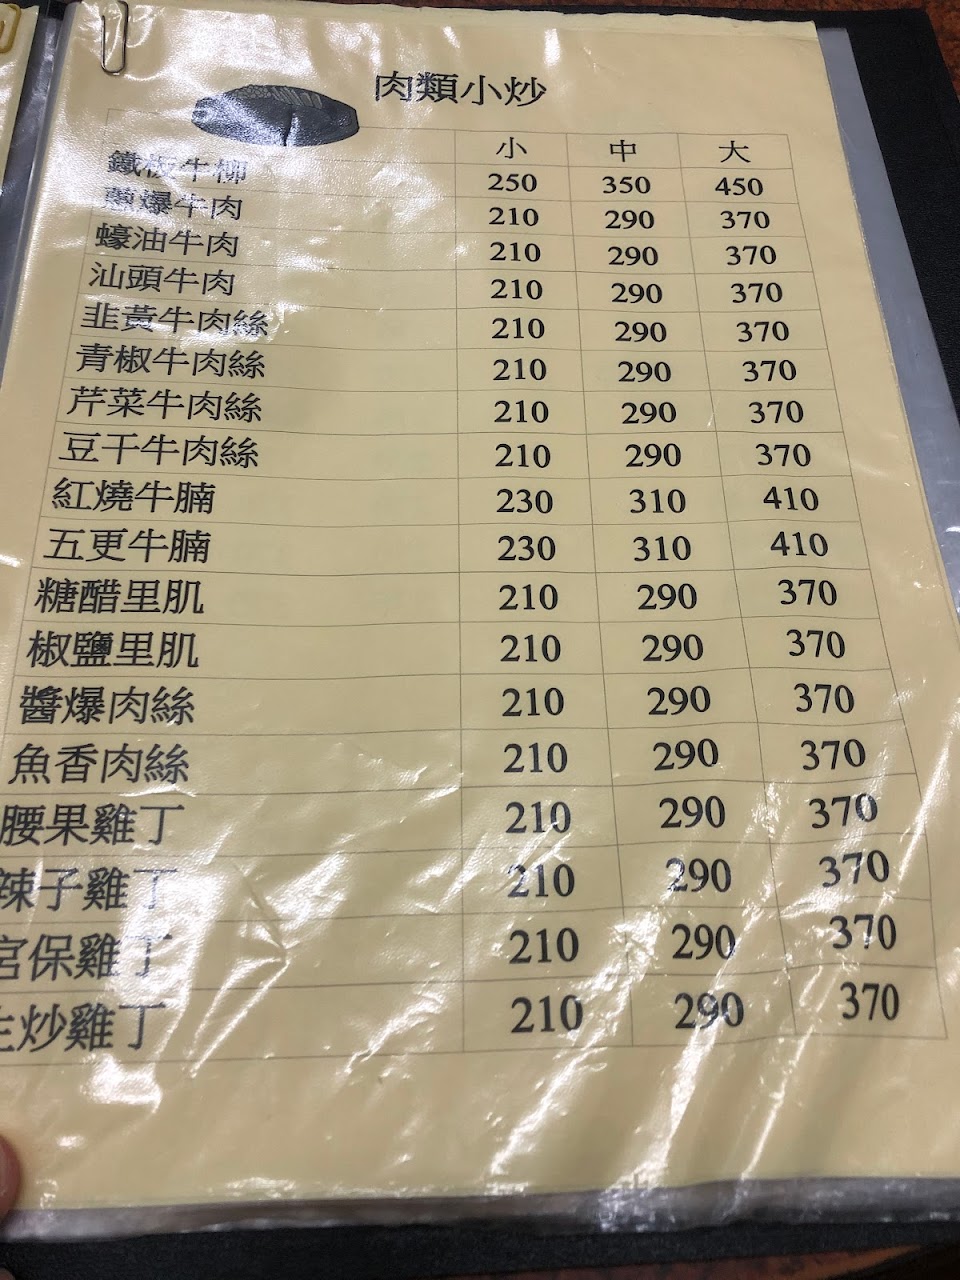 肉類小炒
小 中 大
鐵板牛柳 250 350 450
蔥爆牛肉 210 290 370
蠔油牛肉 210 290 370
汕頭牛肉 210 290 370
韭黃牛肉絲 210 290 370
青椒牛肉絲 210 290 370
芹菜牛肉絲 210 290 370
豆干牛肉絲 210 290 370
紅燒牛腩 230 310 410
五更牛腩 230 310 410
糖醋里肌 210 290 370
椒鹽里肌 210 290 370
醬爆肉絲 210 290 370
魚香肉絲 210 290 370
腰果雞丁 210 290 370
辣子雞丁 210 290 370
宮保雞丁 210 290 370
生炒雞丁 210 290 370